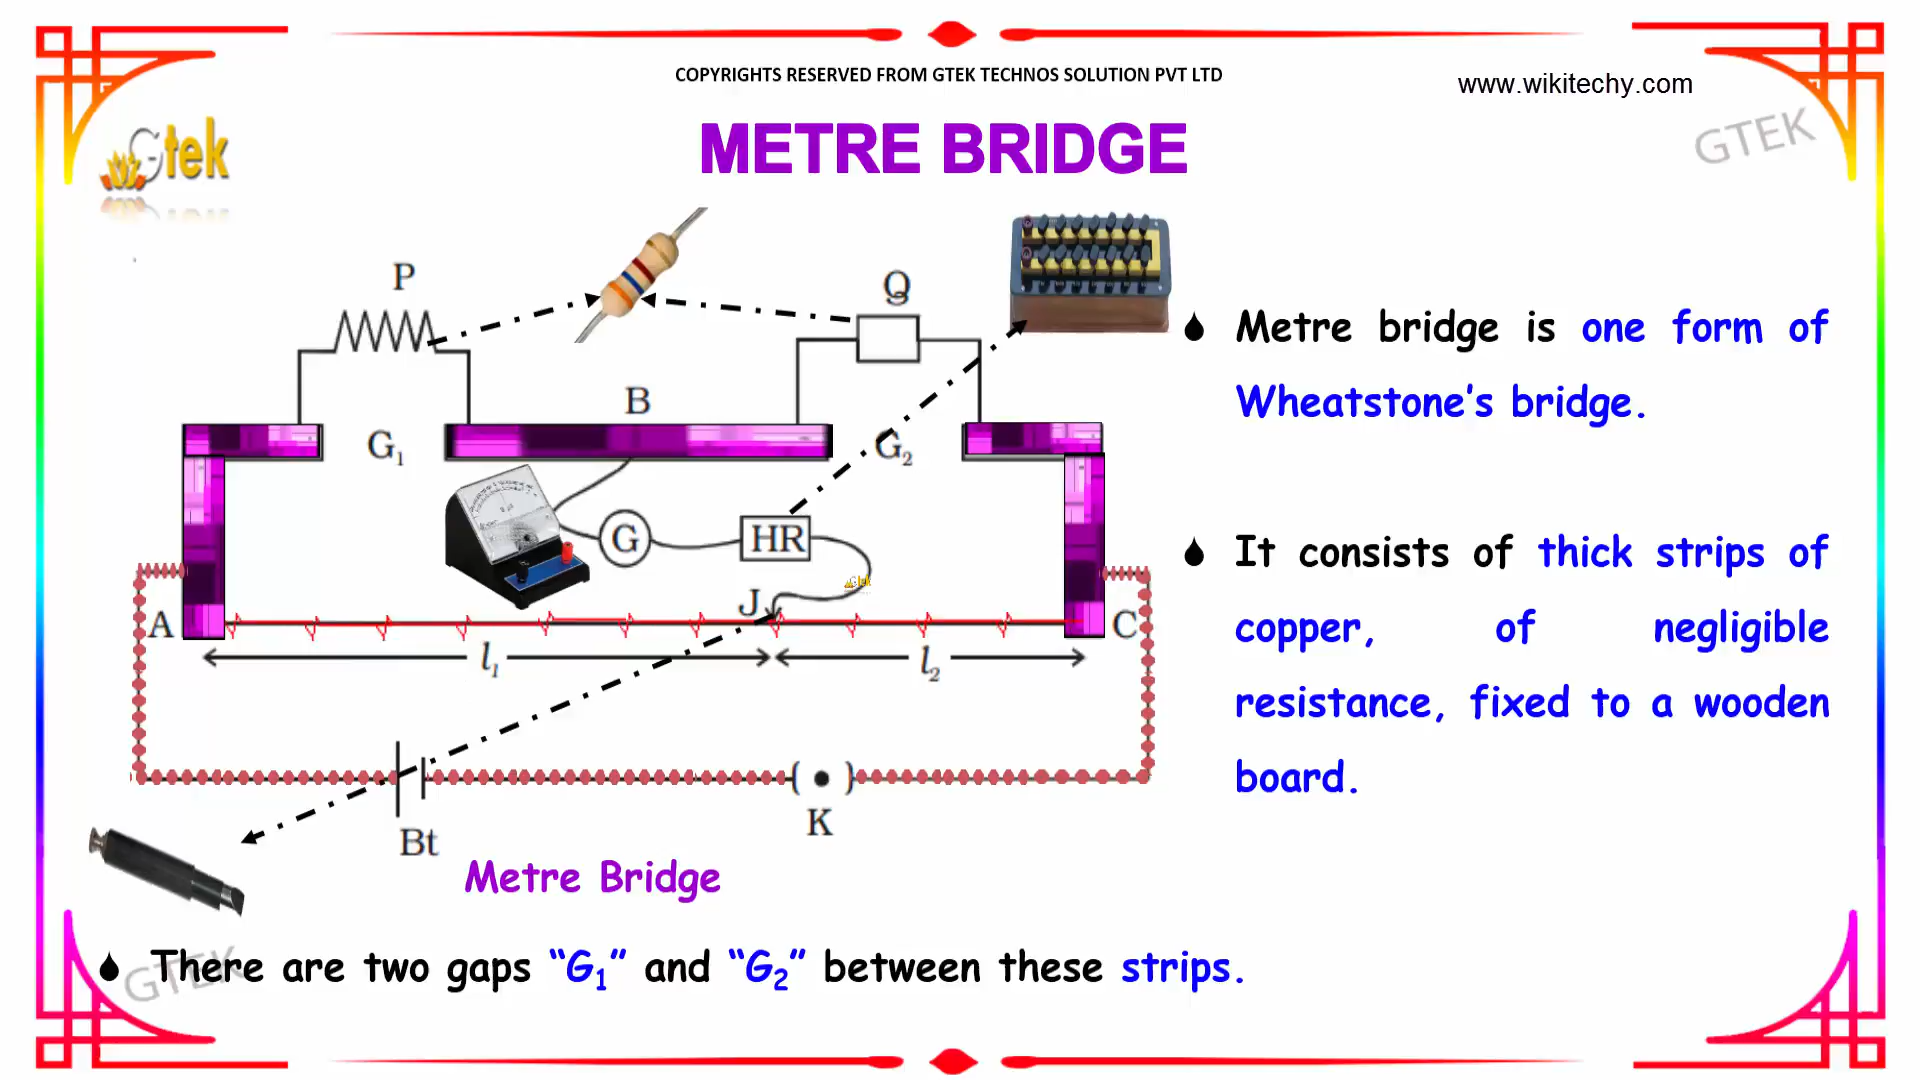 COPYRIGHTS RESERVED FROM GTEK TECHNOS SOLUTION PVT LTD
www.wikitechy.com
Gtek
METRE BRIDGE
GTEK
P
Q
B
G₁
G₂
G
HR
J
A
C
l₁
l₂
K
Bt
Metre Bridge
Metre bridge is one form of
Wheatstone's bridge.
It consists of thick strips of
copper, of negligible
resistance, fixed to a wooden
board.
There are two gaps “G₁” and “G₂” between these strips.
GTEK